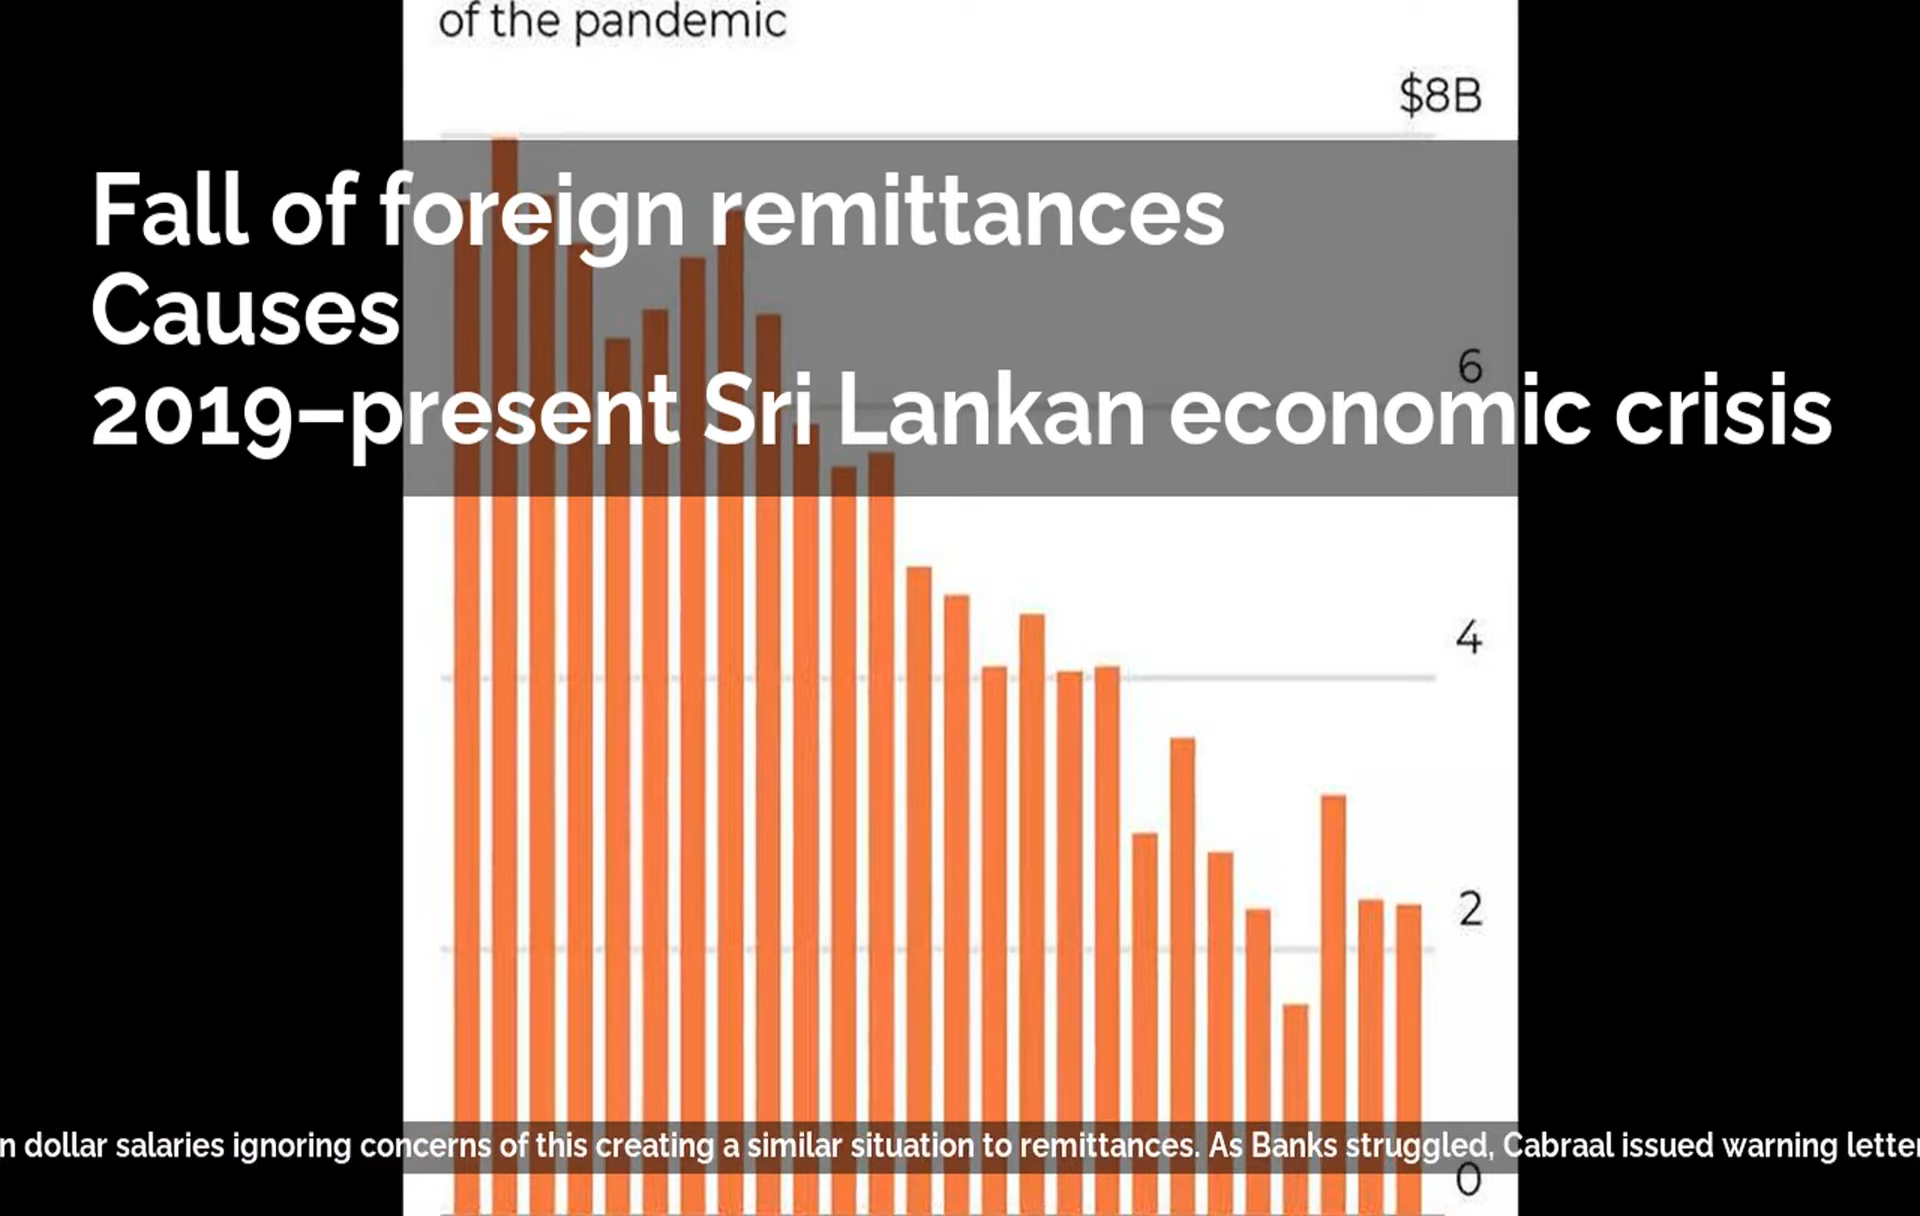 of the pandemic
$8B
Fall of foreign remittances
Causes
6
2019–present Sri Lankan economic crisis
4
2
n dollar salaries ignoring concerns of this creating a similar situation to remittances. As Banks struggled, Cabraal issued warning letter
0